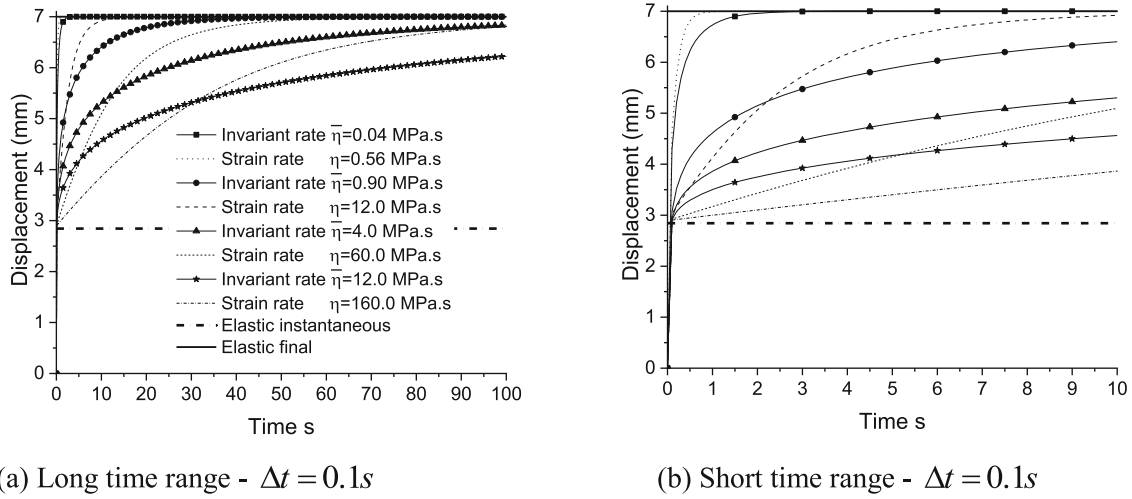 7
6
5
4
3
2
1
0
Displacement (mm)
Invariant rate η̅=0.04 MPa.s
Strain rate η=0.56 MPa.s
Invariant rate η̅=0.90 MPa.s
Strain rate η=12.0 MPa.s
Invariant rate η̅=4.0 MPa.s
Strain rate η=60.0 MPa.s
Invariant rate η̅=12.0 MPa.s
Strain rate η=160.0 MPa.s
Elastic instantaneous
Elastic final
0 10 20 30 40 50 60 70 80 90 100
Time s
(a) Long time range - Δt = 0.1s
7
6
5
4
3
2
1
0
Displacement (mm)
0 1 2 3 4 5 6 7 8 9 10
Time s
(b) Short time range - Δt = 0.1s